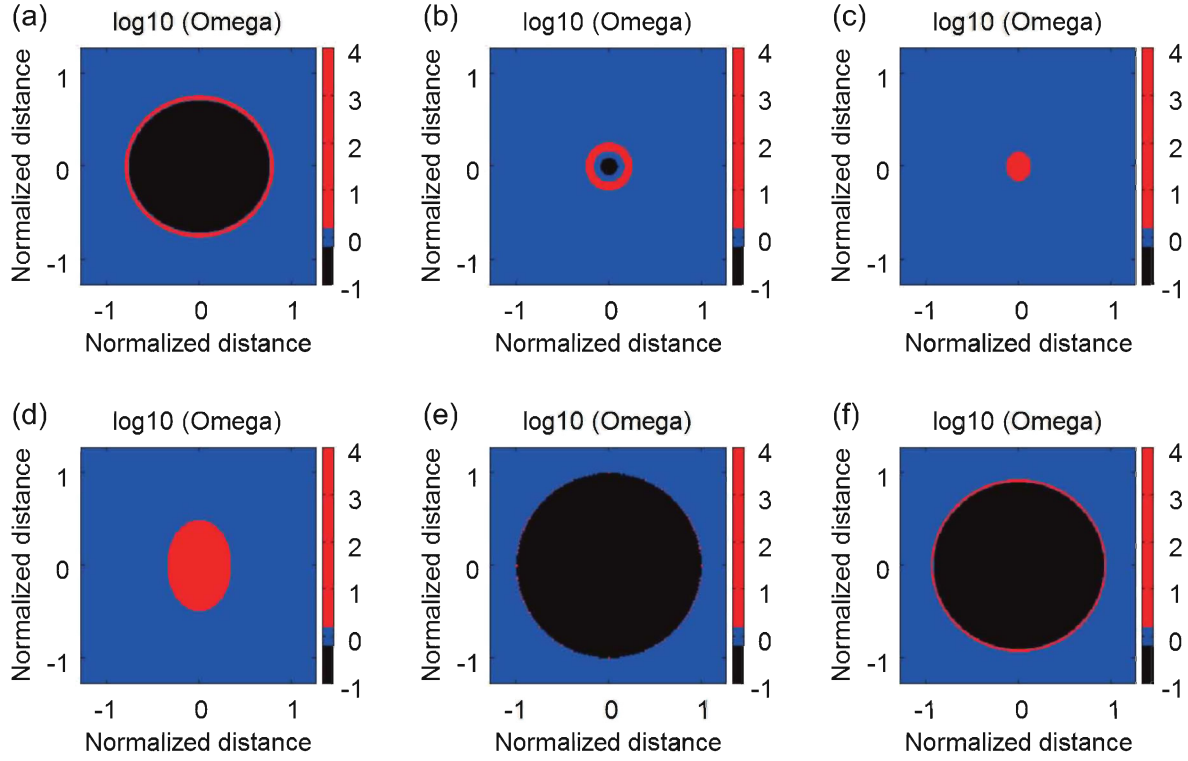 (a) log10 (Omega)
Normalized distance
1
0
-1
4
3
2
1
0
-1
-1 0 1
Normalized distance
(b) log10 (Omega)
Normalized distance
1
0
-1
4
3
2
1
0
-1
-1 0 1
Normalized distance
(c) log10 (Omega)
Normalized distance
1
0
-1
4
3
2
1
0
-1
-1 0 1
Normalized distance
(d) log10 (Omega)
Normalized distance
1
0
-1
4
3
2
1
0
-1
-1 0 1
Normalized distance
(e) log10 (Omega)
Normalized distance
1
0
-1
4
3
2
1
0
-1
-1 0 1
Normalized distance
(f) log10 (Omega)
Normalized distance
1
0
-1
4
3
2
1
0
-1
-1 0 1
Normalized distance